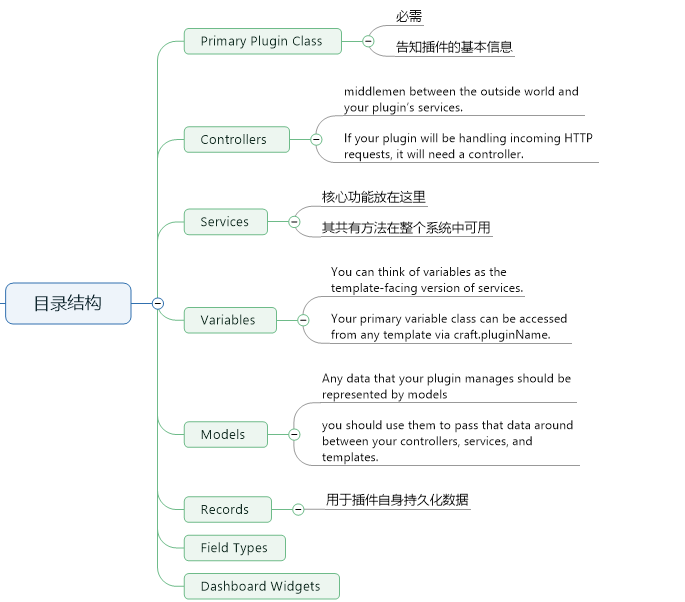 目录结构
Primary Plugin Class
必需
告知插件的基本信息
Controllers
middlemen between the outside world and
your plugin's services.
If your plugin will be handling incoming HTTP
requests, it will need a controller.
Services
核心功能放在这里
其共有方法在整个系统中可用
Variables
You can think of variables as the
template-facing version of services.
Your primary variable class can be accessed
from any template via craft.pluginName.
Models
Any data that your plugin manages should be
represented by models
you should use them to pass that data around
between your controllers, services, and
templates.
Records
用于插件自身持久化数据
Field Types
Dashboard Widgets